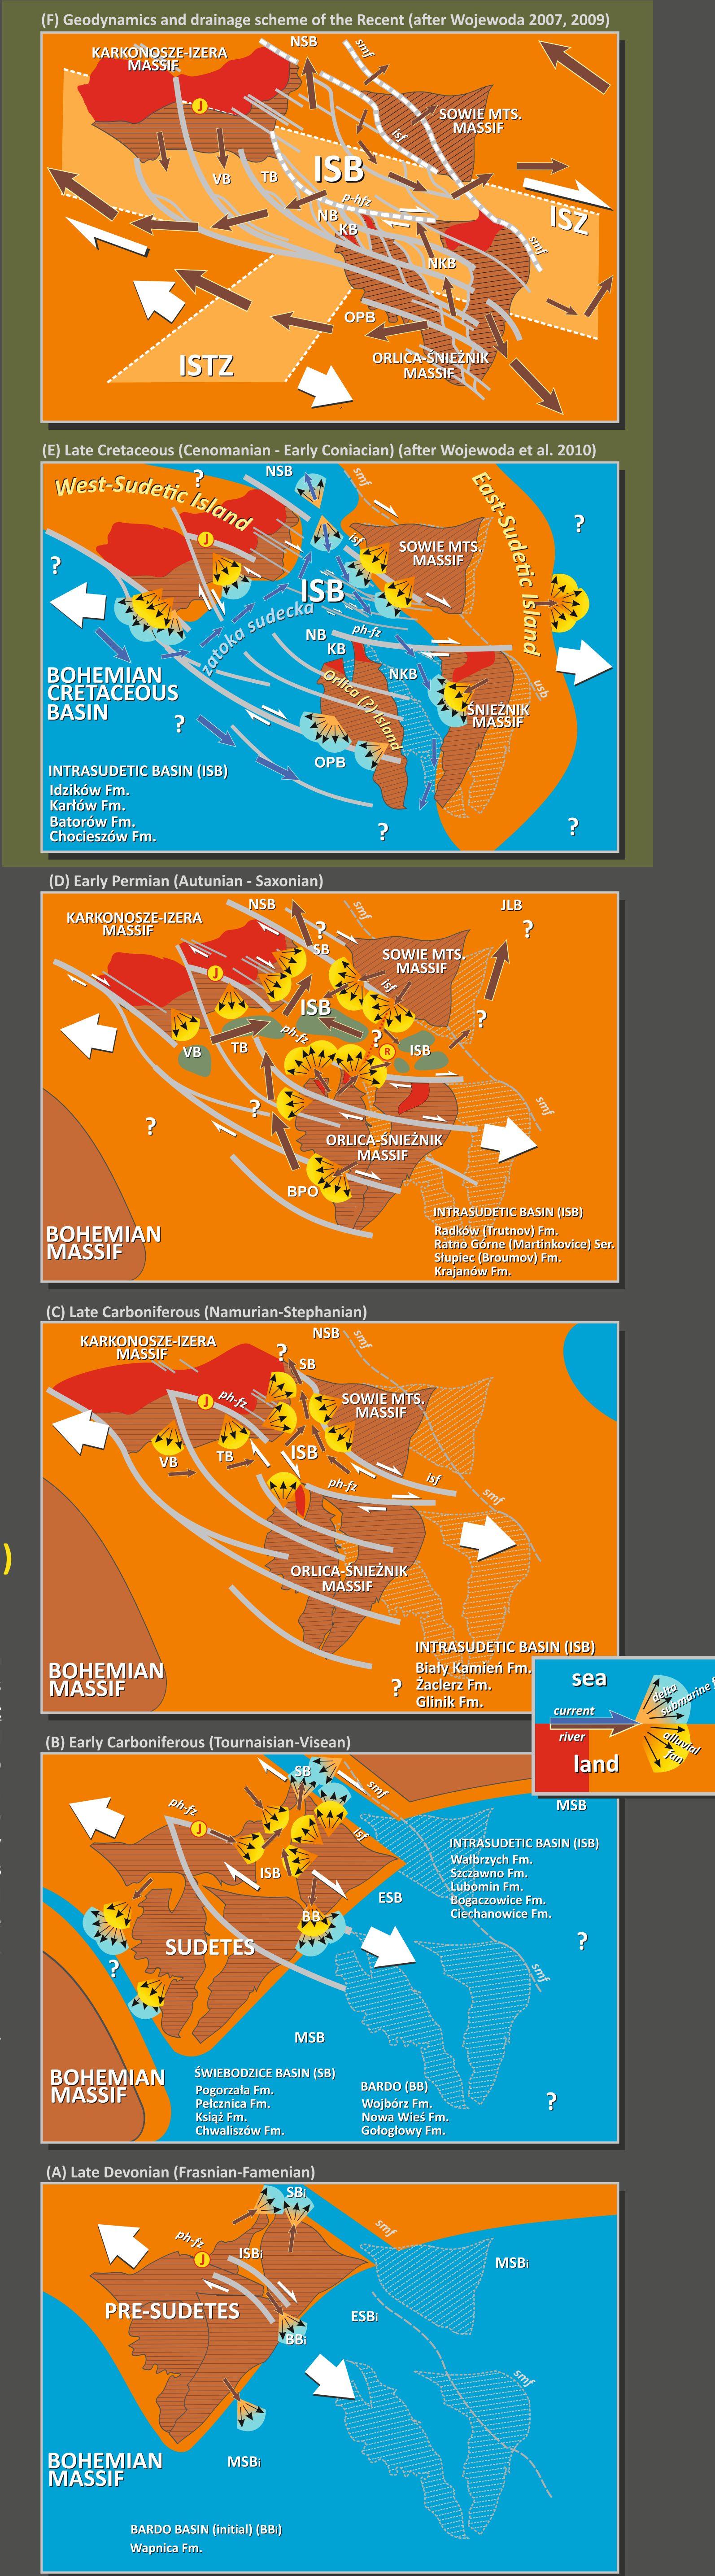 (F) Geodynamics and drainage scheme of the Recent (after Wojewoda 2007, 2009)
NSB
smf
KARKONOSZE-IZERA
MASSIF
J
SOWIE MTS.
MASSIF
isf
ISB
VB
TB
p-hfz
NB
KB
ISZ
smf
NKB
OPB
ORLICA-ŚNIEŻNIK
MASSIF
ISTZ
(E) Late Cretaceous (Cenomanian - Early Coniacian) (after Wojewoda et al. 2010)
?
NSB
smf
West-Sudetic Island
East-Sudetic Island
?
J
isf
SOWIE MTS.
MASSIF
?
ISB
zatoka sudecka
NB
ph-fz
KB
NKB
BOHEMIAN
CRETACEOUS
BASIN
Orlica (?) Island
usb
ŚNIEŻNIK
MASSIF
?
OPB
INTRASUDETIC BASIN (ISB)
Idzików Fm.
Karłów Fm.
Batorów Fm.
Chocieszów Fm.
?
?
(D) Early Permian (Autunian - Saxonian)
NSB
smf
JLB
KARKONOSZE-IZERA
MASSIF
?
?
SB
SOWIE MTS.
MASSIF
J
isf
ISB
?
ph-fz
?
VB
TB
R
ISB
?
smf
?
ORLICA-ŚNIEŻNIK
MASSIF
BPO
BOHEMIAN
MASSIF
INTRASUDETIC BASIN (ISB)
Radków (Trutnov) Fm.
Ratno Górne (Martinkovice) Ser.
Słupiec (Broumov) Fm.
Krajanów Fm.
(C) Late Carboniferous (Namurian-Stephanian)
NSB
smf
KARKONOSZE-IZERA
MASSIF
?
SB
J
ph-fz
SOWIE MTS.
MASSIF
VB
TB
ISB
isf
ph-fz
smf
)
ORLICA-ŚNIEŻNIK
MASSIF
BOHEMIAN
MASSIF
?
INTRASUDETIC BASIN (ISB)
Biały Kamień Fm.
Žaclerz Fm.
Glinik Fm.
sea
delta
submarine
current
river
alluvial
fan
land
(B) Early Carboniferous (Tournaisian-Visean)
SB
smf
MSB
ph-fz
J
isf
INTRASUDETIC BASIN (ISB)
Wałbrzych Fm.
Szczawno Fm.
Lubomin Fm.
Bogaczowice Fm.
Ciechanowice Fm.
ISB
ESB
BB
SUDETES
?
?
smf
MSB
BOHEMIAN
MASSIF
ŚWIEBODZICE BASIN (SB)
Pogorzała Fm.
Pełcznica Fm.
Książ Fm.
Chwaliszów Fm.
BARDO (BB)
Wojbórz Fm.
Nowa Wieś Fm.
Gołogłowy Fm.
?
(A) Late Devonian (Frasnian-Famenian)
SBi
smf
ph-fz
J
ISBi
MSBi
PRE-SUDETES
ESBi
BBi
smf
BOHEMIAN
MASSIF
MSBi
BARDO BASIN (initial) (BBi)
Wapnica Fm.